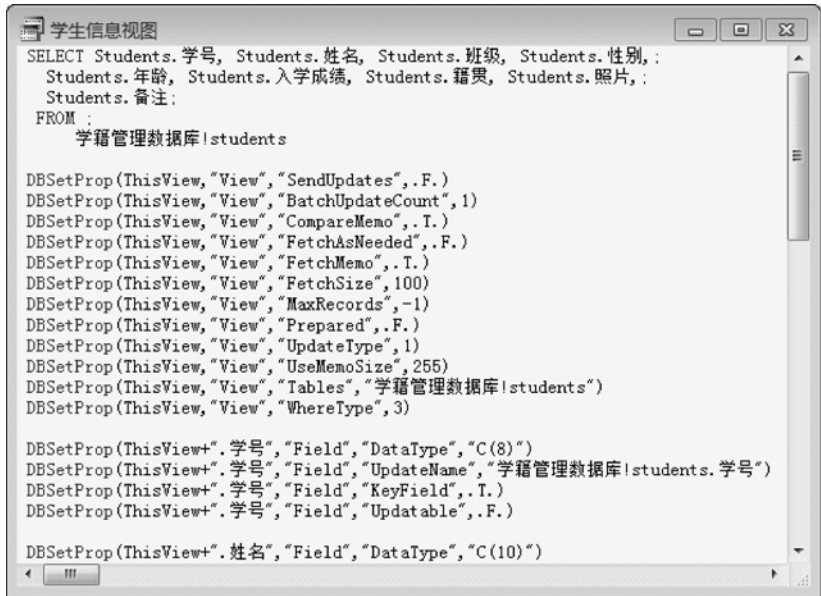 学生信息视图
SELECT Students.学号, Students.姓名, Students.班级, Students.性别,;
Students.年龄, Students.入学成绩, Students.籍贯, Students.照片,;
Students.备注;
FROM ;
学籍管理数据库!students
DBSetProp(ThisView,"View","SendUpdates",.F.)
DBSetProp(ThisView,"View","BatchUpdateCount",1)
DBSetProp(ThisView,"View","CompareMemo",.T.)
DBSetProp(ThisView,"View","FetchAsNeeded",.F.)
DBSetProp(ThisView,"View","FetchMemo",.T.)
DBSetProp(ThisView,"View","FetchSize",100)
DBSetProp(ThisView,"View","MaxRecords",-1)
DBSetProp(ThisView,"View","Prepared",.F.)
DBSetProp(ThisView,"View","UpdateType",1)
DBSetProp(ThisView,"View","UseMemoSize",255)
DBSetProp(ThisView,"View","Tables","学籍管理数据库!students")
DBSetProp(ThisView,"View","WhereType",3)
DBSetProp(ThisView+".学号","Field","DataType","C(8)")
DBSetProp(ThisView+".学号","Field","UpdateName","学籍管理数据库!students.学号")
DBSetProp(ThisView+".学号","Field","KeyField",.T.)
DBSetProp(ThisView+".学号","Field","Updatable",.F.)
DBSetProp(ThisView+".姓名","Field","DataType","C(10)")